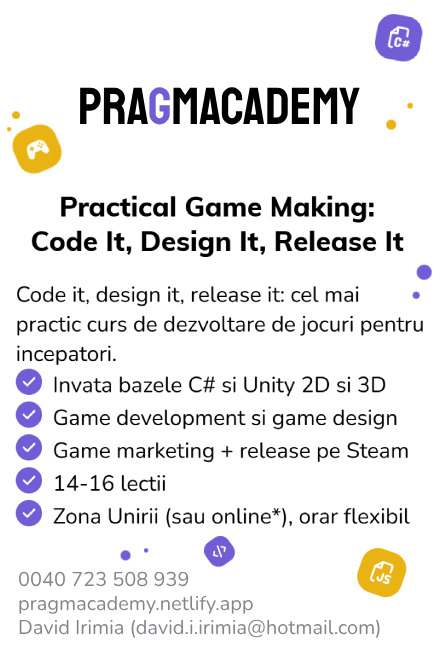 C#
PRAGMACADEMY
Practical Game Making:
Code It, Design It, Release It
Code it, design it, release it: cel mai
practic curs de dezvoltare de jocuri pentru
incepatori.
Invata bazele C# si Unity 2D si 3D
Game development si game design
Game marketing + release pe Steam
14-16 lectii
Zona Unirii (sau online*), orar flexibil
</>
JS
0040 723 508 939
pragmacademy.netlify.app
David Irimia (david.i.irimia@hotmail.com)